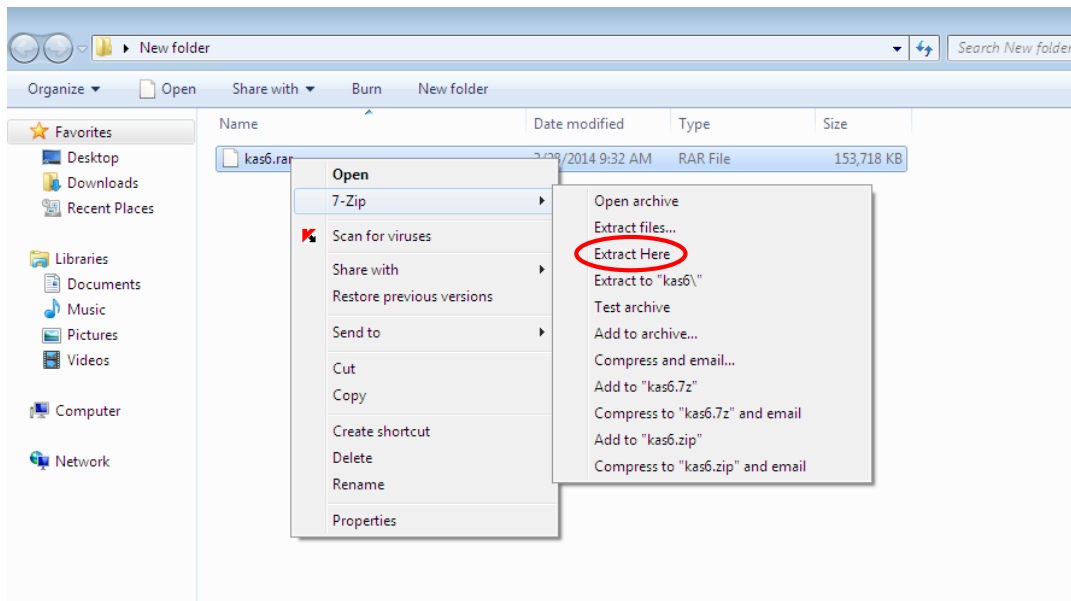 New folder
Search New folder
Organize
Open
Share with
Burn
New folder
Name
Date modified
Type
Size
Favorites
Desktop
Downloads
Recent Places
Libraries
Documents
Music
Pictures
Videos
Computer
Network
kas6.rar
/2014 9:32 AM
RAR File
153,718 KB
Open
7-Zip
Scan for viruses
Share with
Restore previous versions
Send to
Cut
Copy
Create shortcut
Delete
Rename
Properties
Open archive
Extract files...
Extract Here
Extract to "kas6\"
Test archive
Add to archive...
Compress and email...
Add to "kas6.7z"
Compress to "kas6.7z" and email
Add to "kas6.zip"
Compress to "kas6.zip" and email